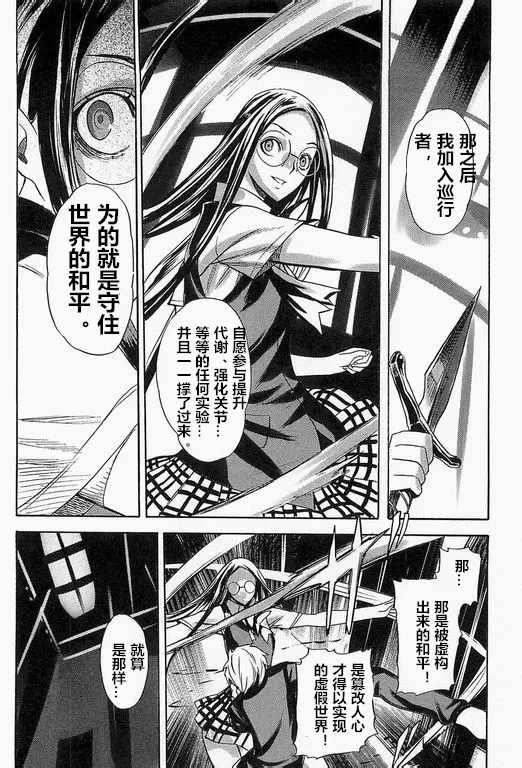 那之后
我加入巡行
者，
自愿参与提升
代谢、强化关节…
等等的任何实验…
并且一一撑了过来
。
为的就是守住
世界的和平。
那…
那是被虚构
出来的和平！
是篡改人心
才得以实现
的虚假世界！
就算
是那样…